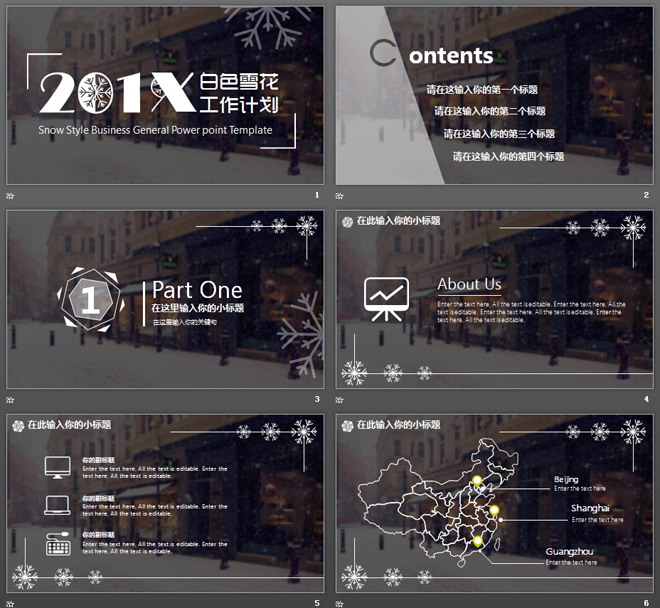 201X
白色雪花
工作计划
Snow Style Business General Power point Template
1
Contents
请在这输入你的第一个标题
请在这输入你的第二个标题
请在这输入你的第三个标题
请在这输入你的第四个标题
2
1
Part One
在这里输入你的小标题
在这里输入你的关键句
3
在此输入你的小标题
About Us
Enter the text here, All the text is editable. Enter the text here, All the
text is editable. Enter the text here, All the text is editable. Enter the
text here, All the text is editable.
4
在此输入你的小标题
你的副标题
Enter the text here, All the text is editable. Enter the
text here, All the text is editable.
你的副标题
Enter the text here, All the text is editable. Enter the
text here, All the text is editable.
你的副标题
Enter the text here, All the text is editable. Enter the
text here, All the text is editable.
5
在此输入你的小标题
Beijing
Enter the text here
Shanghai
Enter the text here
Guangzhou
Enter the text here
6